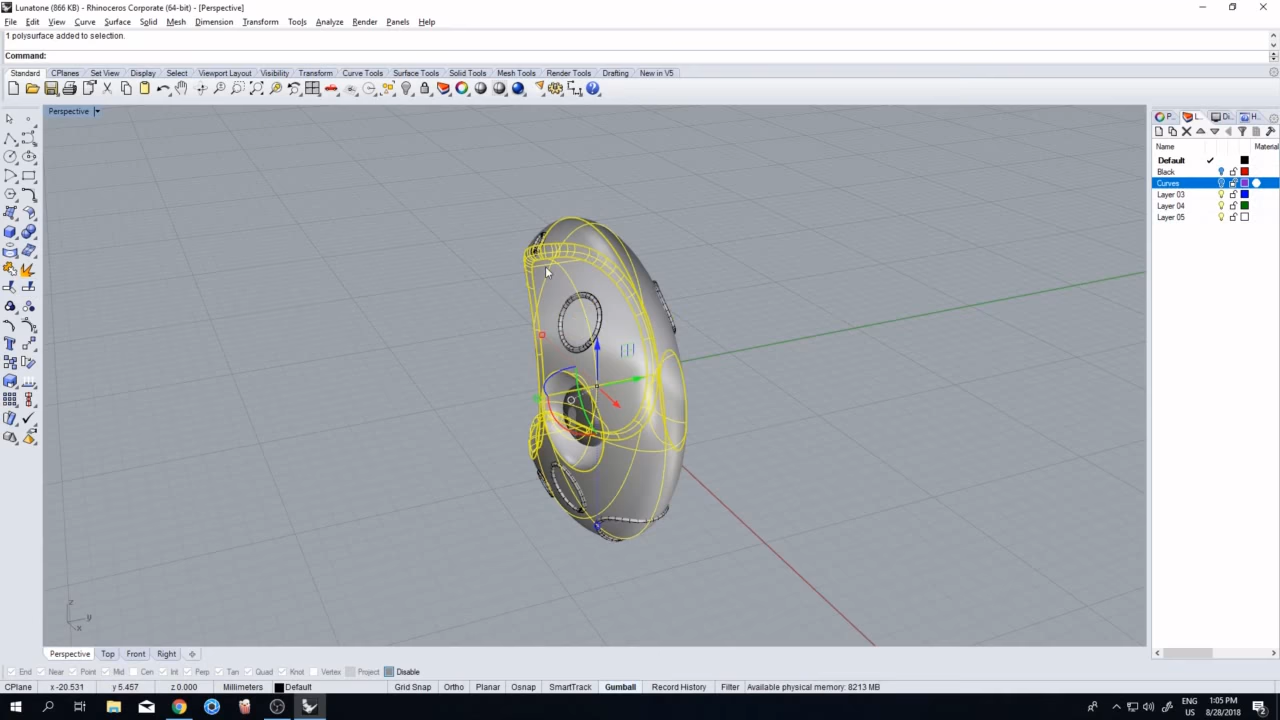 Lunatone (866 KB) - Rhinoceros Corporate (64-bit) - [Perspective]
File Edit View Curve Surface Solid Mesh Dimension Transform Tools Analyze Render Panels Help
1 polysurface added to selection.
Command:
Standard CPlanes Set View Display Select Viewport Layout Visibility Transform Curve Tools Surface Tools Solid Tools Mesh Tools Render Tools Drafting New in V5
Perspective
P... L... Di... H...
Name Material
Default
Black
Curves
Layer 03
Layer 04
Layer 05
z
y
x
Perspective Top Front Right
End Near Point Mid Cen Int Perp Tan Quad Knot Vertex Project Disable
CPlane x -20.531 y 5.457 z 0.000 Millimeters Default Grid Snap Ortho Planar Osnap SmartTrack Gumball Record History Filter Available physical memory: 8213 MB
ENG 1:05 PM
US 8/28/2018